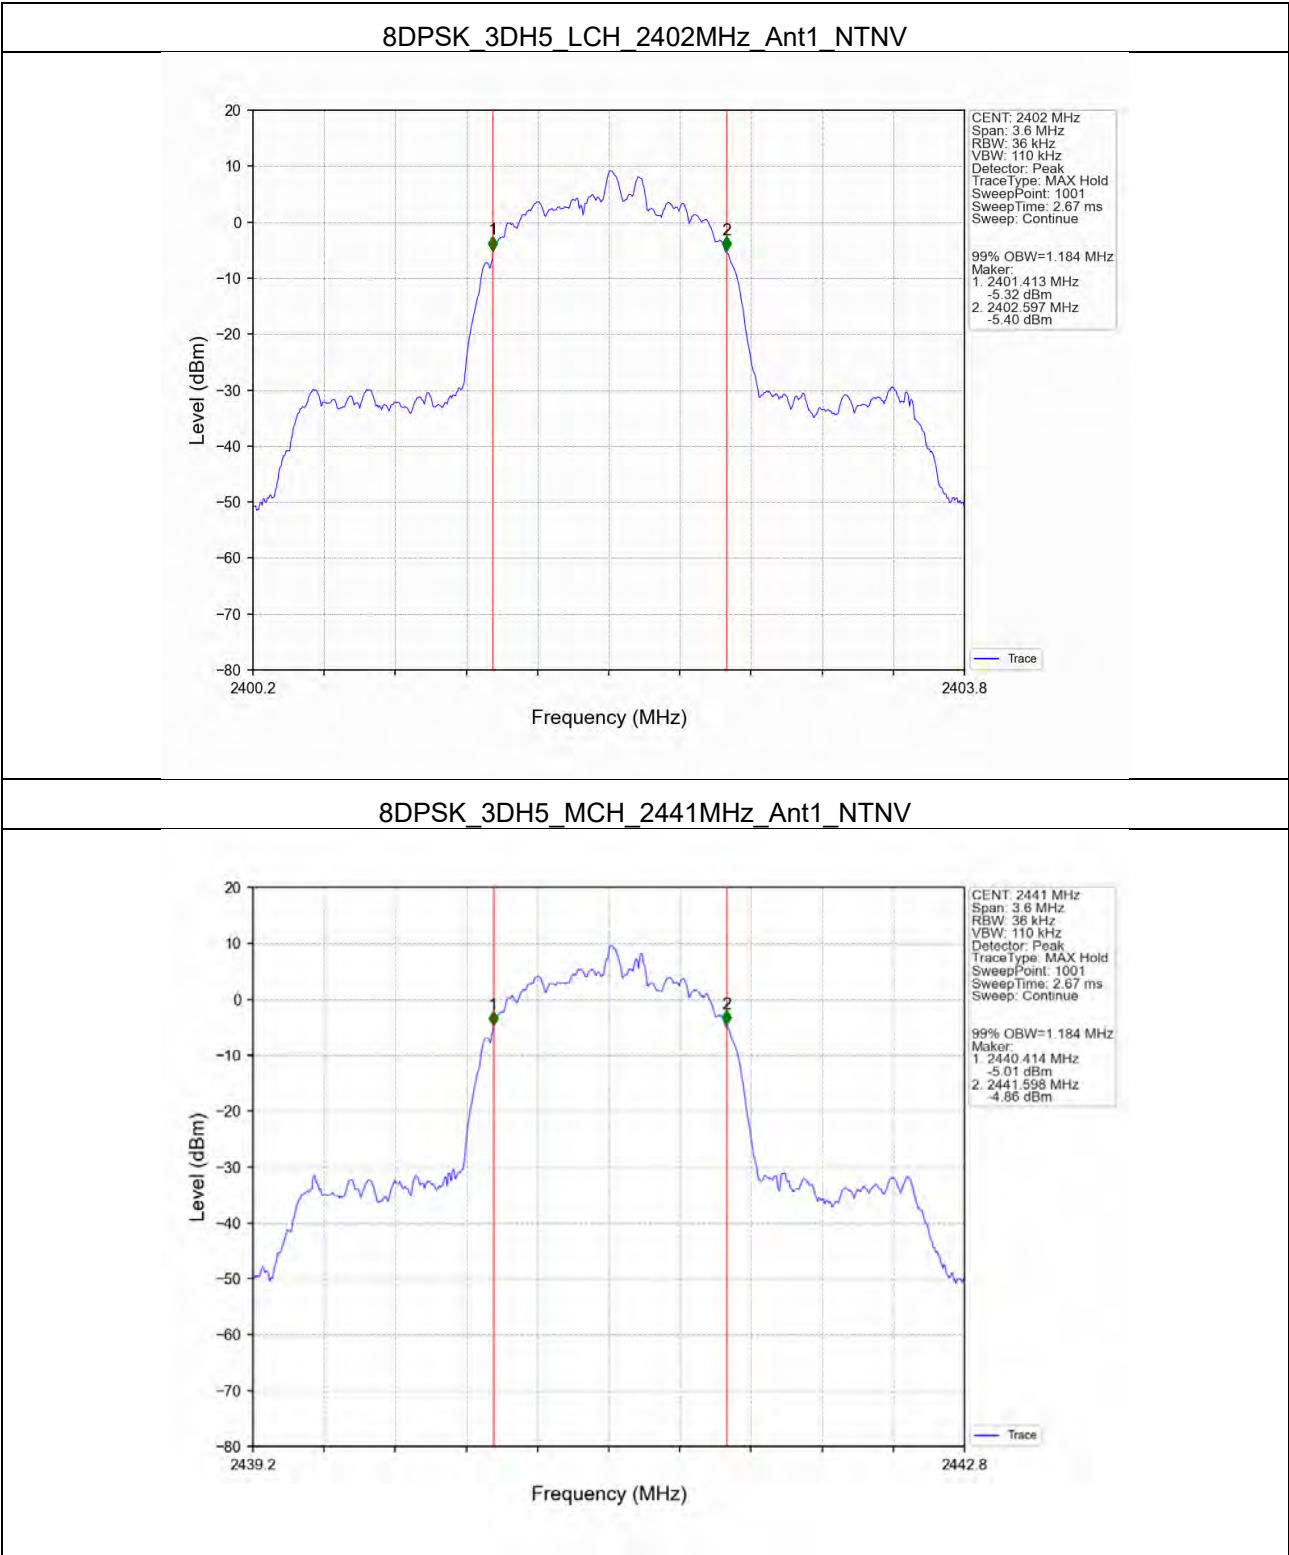 8DPSK_3DH5_LCH_2402MHz_Ant1_NTNV
20
10
0
−10
−20
−30
−40
−50
−60
−70
−80
Level (dBm)
1
2
2400.2
2403.8
Frequency (MHz)
CENT: 2402 MHz
Span: 3.6 MHz
RBW: 36 kHz
VBW: 110 kHz
Detector: Peak
TraceType: MAX Hold
SweepPoint: 1001
SweepTime: 2.67 ms
Sweep: Continue
99% OBW=1.184 MHz
Maker:
1. 2401.413 MHz
-5.32 dBm
2. 2402.597 MHz
-5.40 dBm
Trace
8DPSK_3DH5_MCH_2441MHz_Ant1_NTNV
20
10
0
−10
−20
−30
−40
−50
−60
−70
−80
Level (dBm)
1
2
2439.2
2442.8
Frequency (MHz)
CENT: 2441 MHz
Span: 3.6 MHz
RBW: 36 kHz
VBW: 110 kHz
Detector: Peak
TraceType: MAX Hold
SweepPoint: 1001
SweepTime: 2.67 ms
Sweep: Continue
99% OBW=1.184 MHz
Maker:
1. 2440.414 MHz
-5.01 dBm
2. 2441.598 MHz
-4.86 dBm
Trace